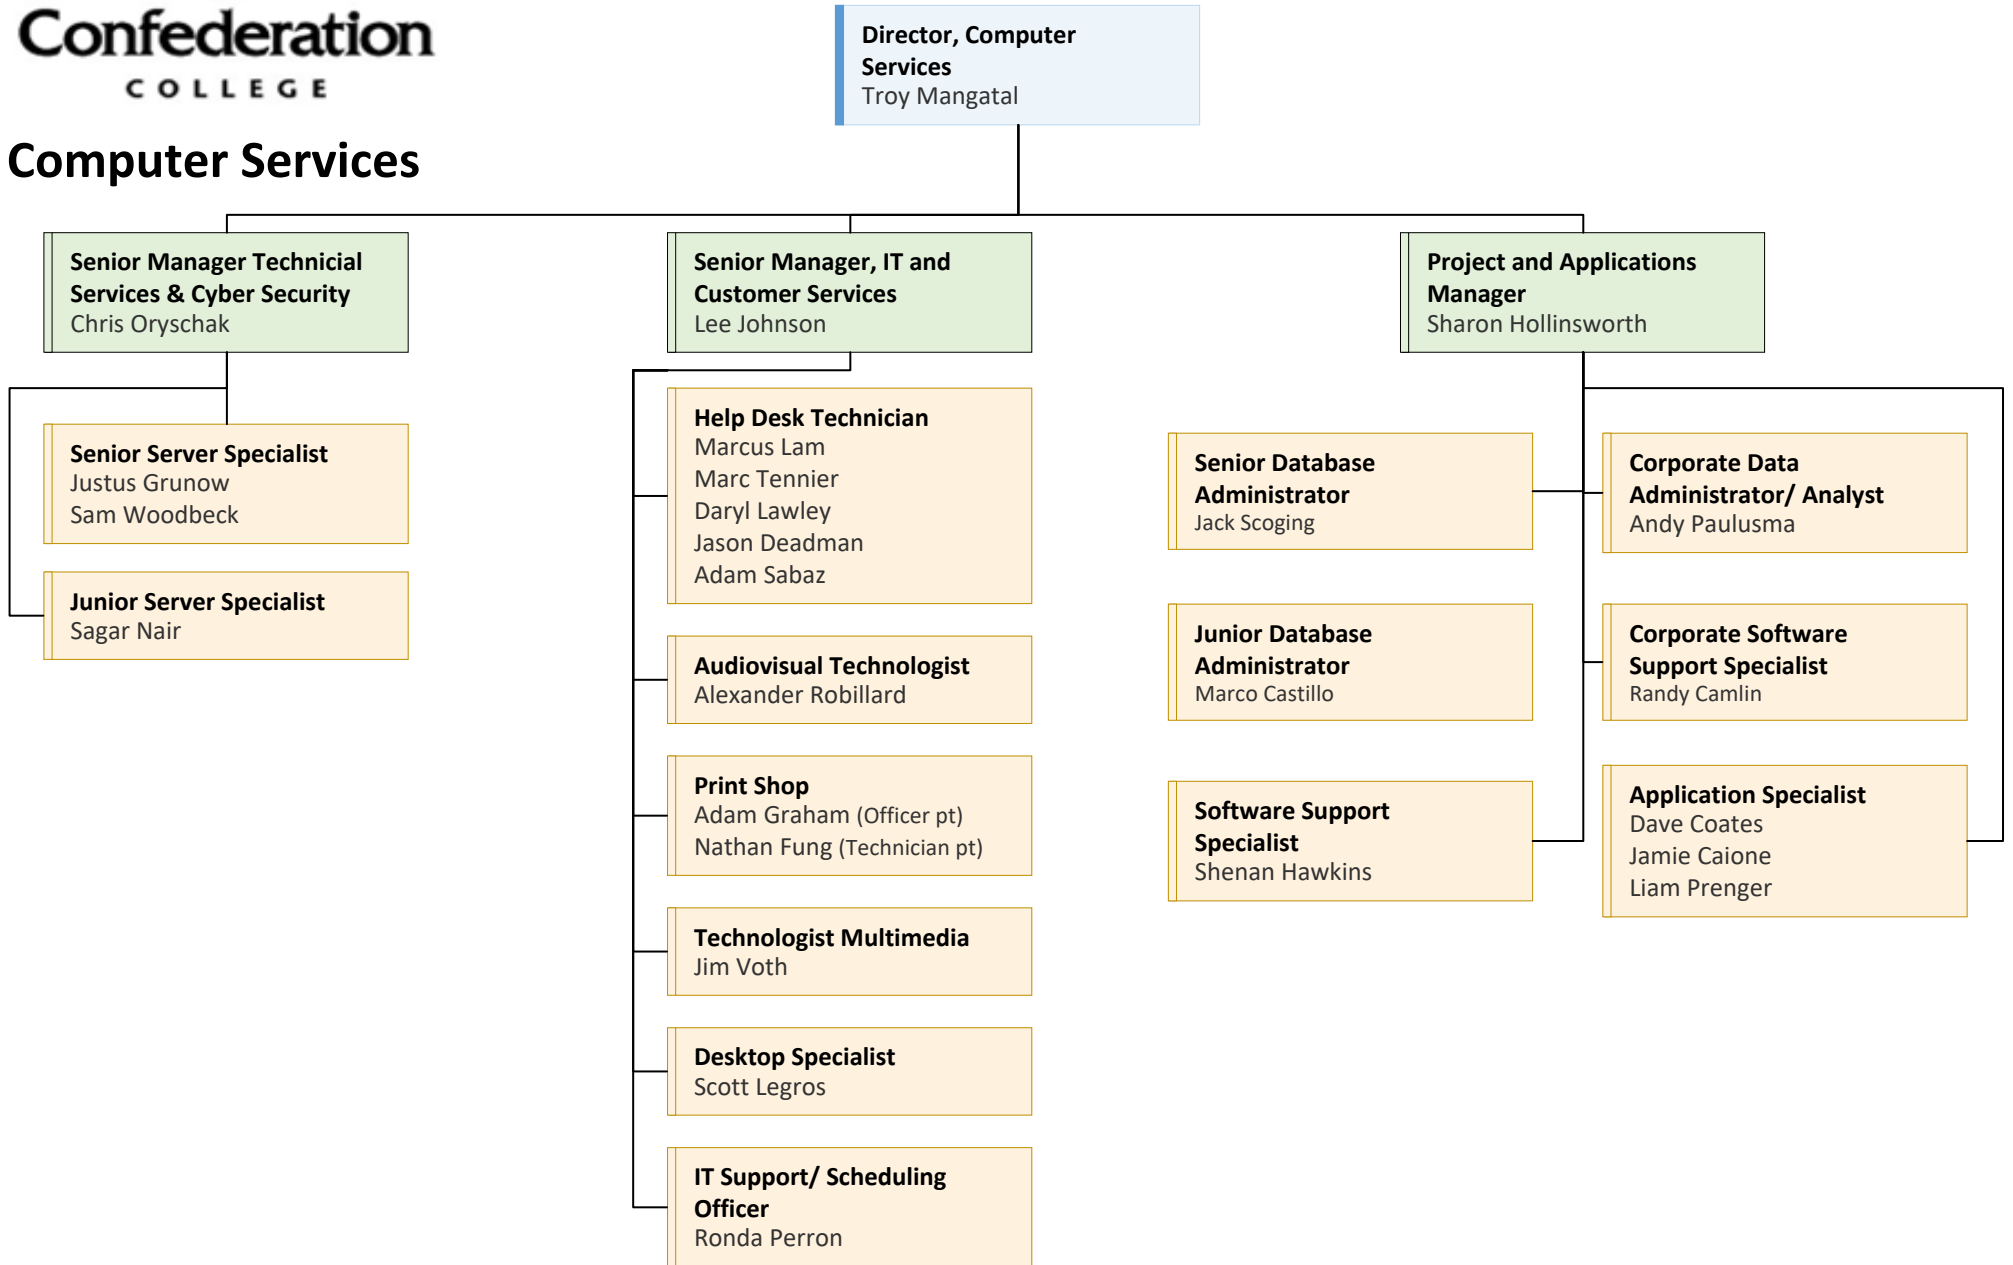 Confederation
COLLEGE
Computer Services
Director, Computer
Services
Troy Mangatal
Senior Manager Technicial
Services & Cyber Security
Chris Oryschak
Senior Server Specialist
Justus Grunow
Sam Woodbeck
Junior Server Specialist
Sagar Nair
Senior Manager, IT and
Customer Services
Lee Johnson
Help Desk Technician
Marcus Lam
Marc Tennier
Daryl Lawley
Jason Deadman
Adam Sabaz
Audiovisual Technologist
Alexander Robillard
Print Shop
Adam Graham (Officer pt)
Nathan Fung (Technician pt)
Technologist Multimedia
Jim Voth
Desktop Specialist
Scott Legros
IT Support/ Scheduling
Officer
Ronda Perron
Project and Applications
Manager
Sharon Hollinsworth
Senior Database
Administrator
Jack Scoging
Corporate Data
Administrator/ Analyst
Andy Paulusma
Junior Database
Administrator
Marco Castillo
Corporate Software
Support Specialist
Randy Camlin
Software Support
Specialist
Shenan Hawkins
Application Specialist
Dave Coates
Jamie Caione
Liam Prenger